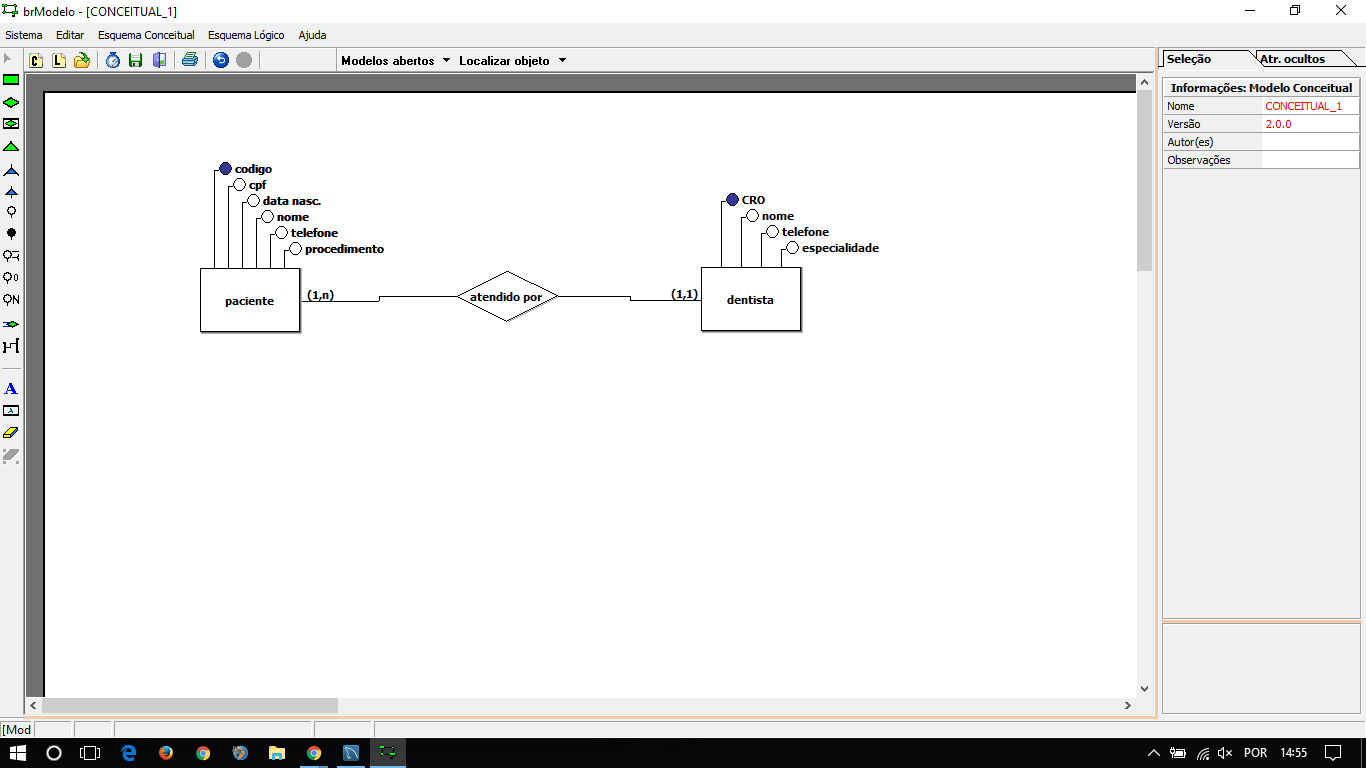 brModelo - [CONCEITUAL_1]
Sistema Editar Esquema Conceitual Esquema Lógico Ajuda
C L Modelos abertos Localizar objeto
Seleção Atr. ocultos
Informações: Modelo Conceitual
Nome CONCEITUAL_1
Versão 2.0.0
Autor(es)
Observações
0
N
A
A
codigo
cpf
data nasc.
nome
telefone
procedimento
CRO
nome
telefone
especialidade
paciente (1,n) atendido por (1,1) dentista
[Mod
POR 14:55